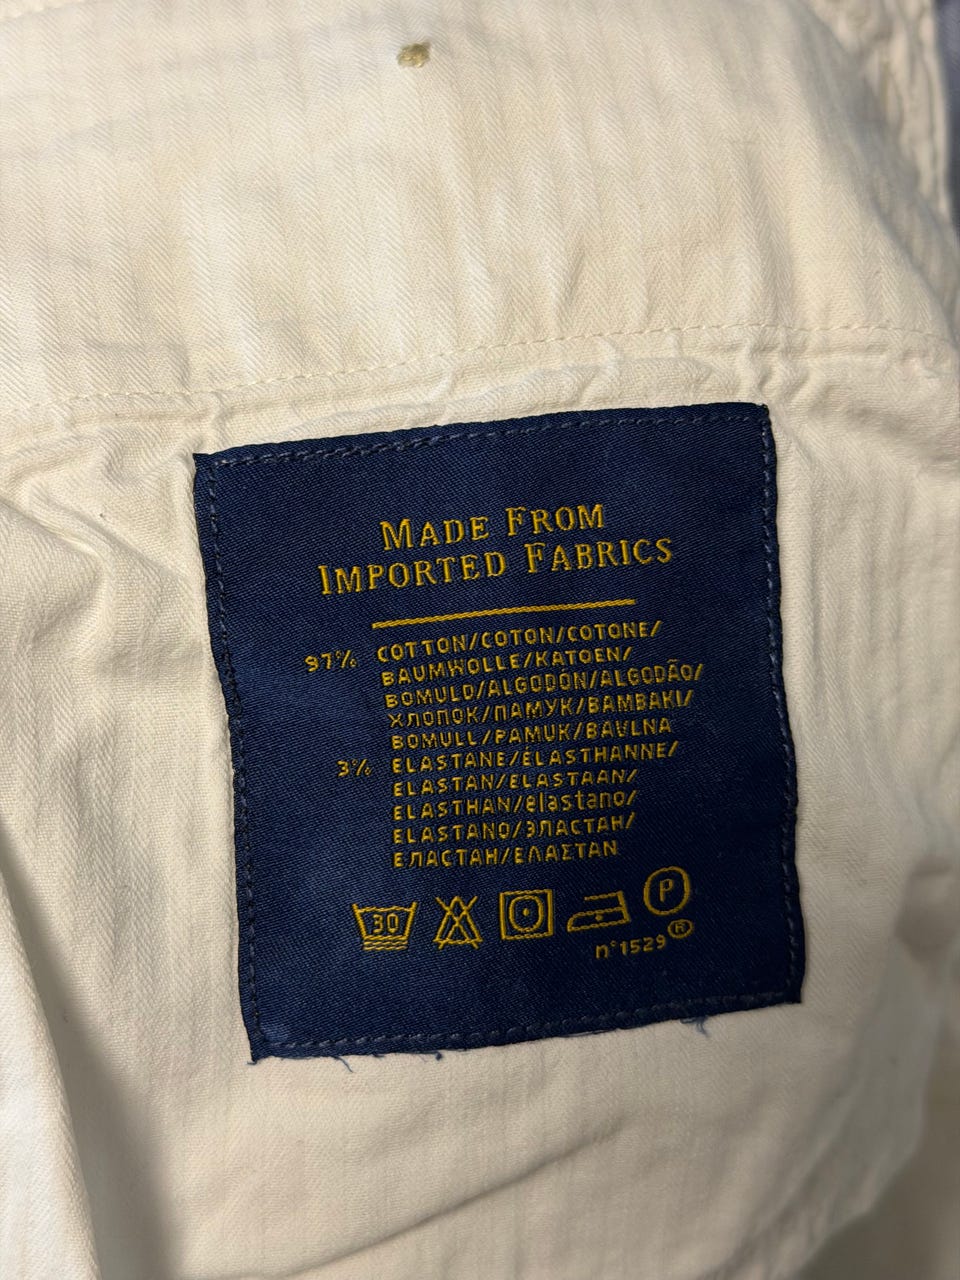 MADE FROM
IMPORTED FABRICS
97% COTTON/COTON/COTONE/
BAUMWOLLE/KATOEN/
BOMULD/ALGODÓN/ALGODÃO/
ХЛОПОК/ПАМУК/BAMBAKI/
BOMULL/PAMUK/BAVLNA
3% ELASTANE/ÉLASTHANNE/
ELASTAN/ELASTAAN/
ELASTHAN/elastano/
ELASTANO/ЭЛАСТАН/
ЕЛАСТАН/ΕΛΑΣΤΑΝ
30 P
n°1529®